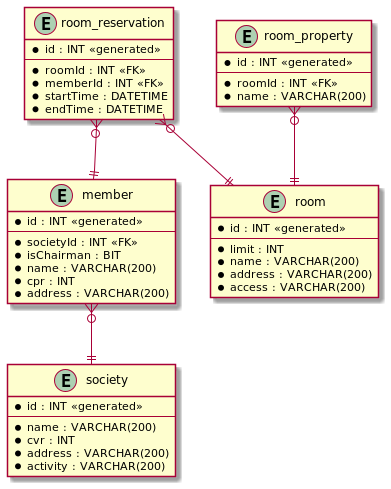 E room_reservation
id : INT «generated»
roomId : INT «FK»
memberId : INT «FK»
startTime : DATETIME
endTime : DATETIME
E room_property
id : INT «generated»
roomId : INT «FK»
name : VARCHAR(200)
E member
id : INT «generated»
societyId : INT «FK»
isChairman : BIT
name : VARCHAR(200)
cpr : INT
address : VARCHAR(200)
E room
id : INT «generated»
limit : INT
name : VARCHAR(200)
address : VARCHAR(200)
access : VARCHAR(200)
E society
id : INT «generated»
name : VARCHAR(200)
cvr : INT
address : VARCHAR(200)
activity : VARCHAR(200)